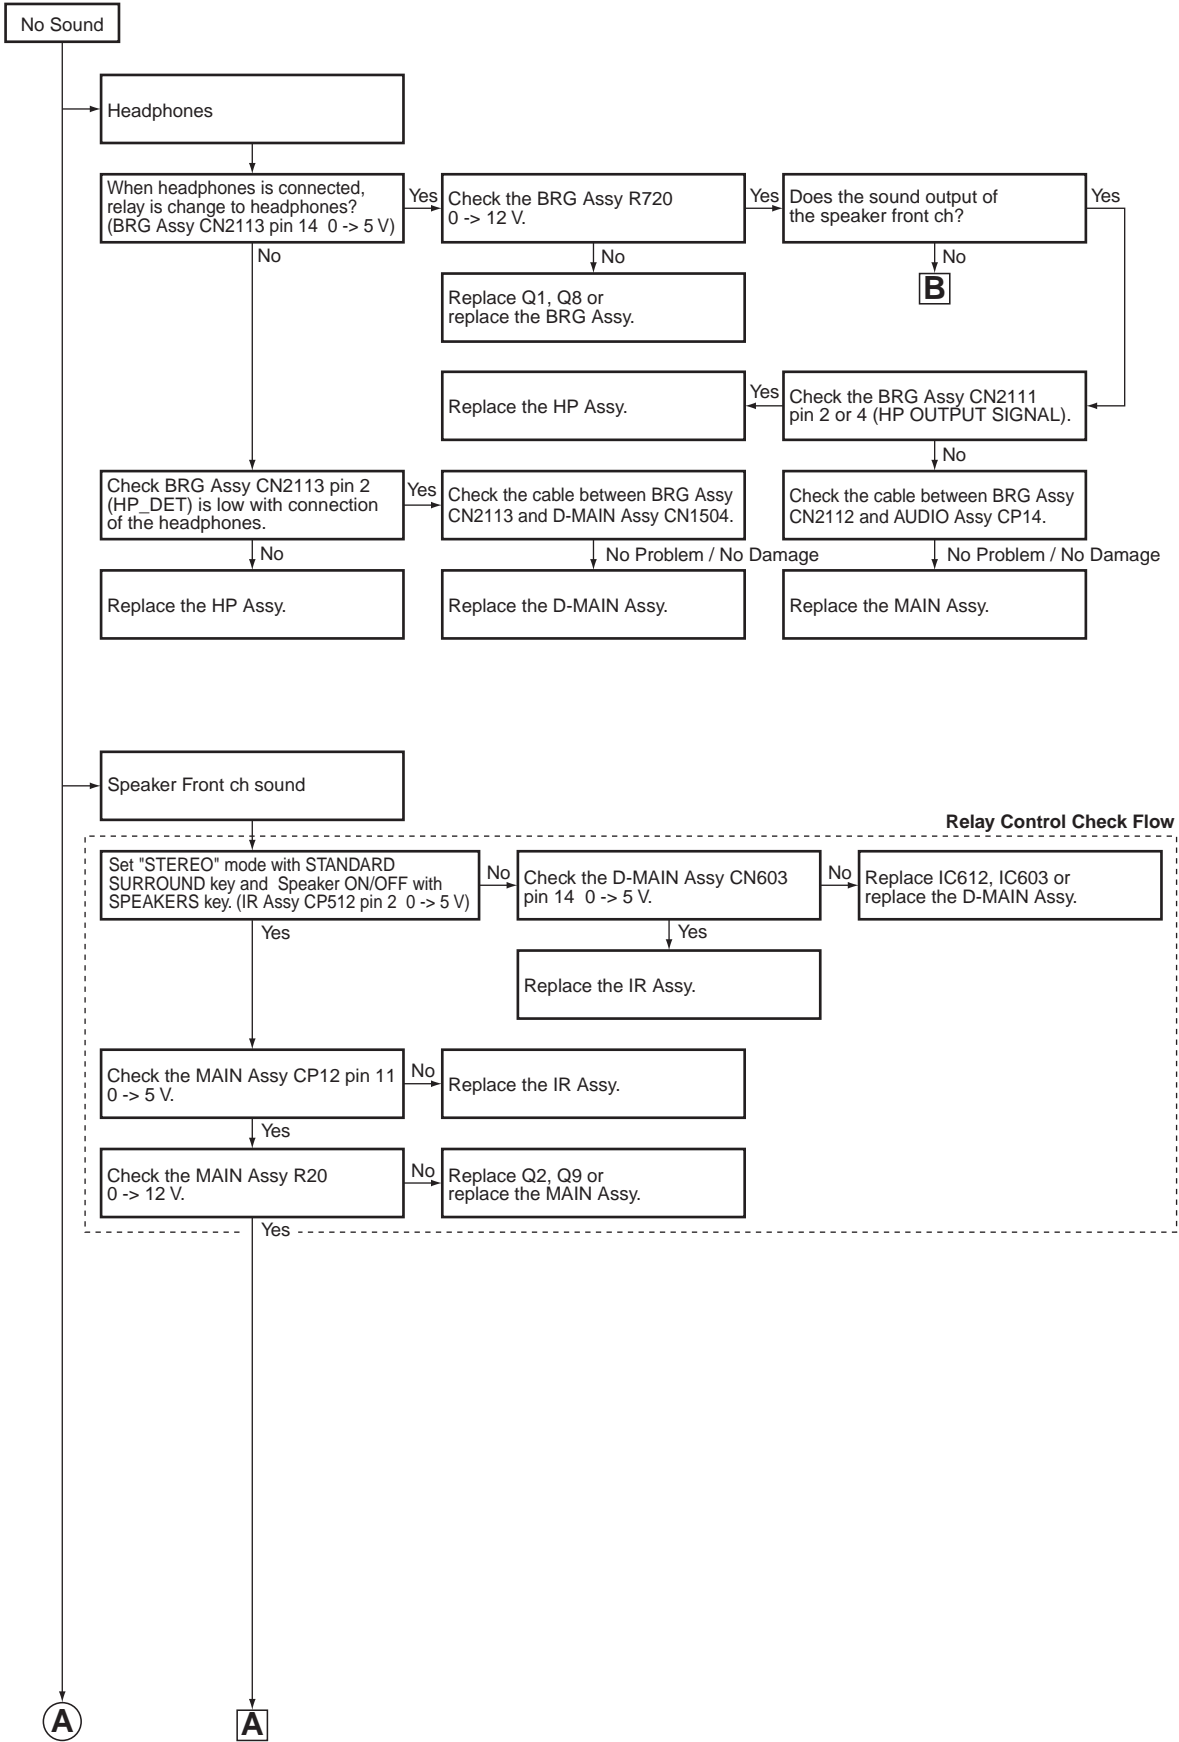 No Sound
Headphones
When headphones is connected,
relay is change to headphones?
(BRG Assy CN2113 pin 14  0 -> 5 V)
Yes
Check the BRG Assy R720
0 -> 12 V.
Yes
Does the sound output of
the speaker front ch?
Yes
No
No
No
B
Replace Q1, Q8 or
replace the BRG Assy.
Replace the HP Assy.
Yes
Check the BRG Assy CN2111
pin 2 or 4 (HP OUTPUT SIGNAL).
No
Check BRG Assy CN2113 pin 2
(HP_DET) is low with connection
of the headphones.
Yes
Check the cable between BRG Assy
CN2113 and D-MAIN Assy CN1504.
Check the cable between BRG Assy
CN2112 and AUDIO Assy CP14.
No
No Problem / No Damage
No Problem / No Damage
Replace the HP Assy.
Replace the D-MAIN Assy.
Replace the MAIN Assy.
Speaker Front ch sound
Relay Control Check Flow
Set "STEREO" mode with STANDARD
SURROUND key and  Speaker ON/OFF with
SPEAKERS key. (IR Assy CP512 pin 2  0 -> 5 V)
No
Check the D-MAIN Assy CN603
pin 14  0 -> 5 V.
No
Replace IC612, IC603 or
replace the D-MAIN Assy.
Yes
Yes
Replace the IR Assy.
Check the MAIN Assy CP12 pin 11
0 -> 5 V.
No
Replace the IR Assy.
Yes
Check the MAIN Assy R20
0 -> 12 V.
No
Replace Q2, Q9 or
replace the MAIN Assy.
Yes
A
A